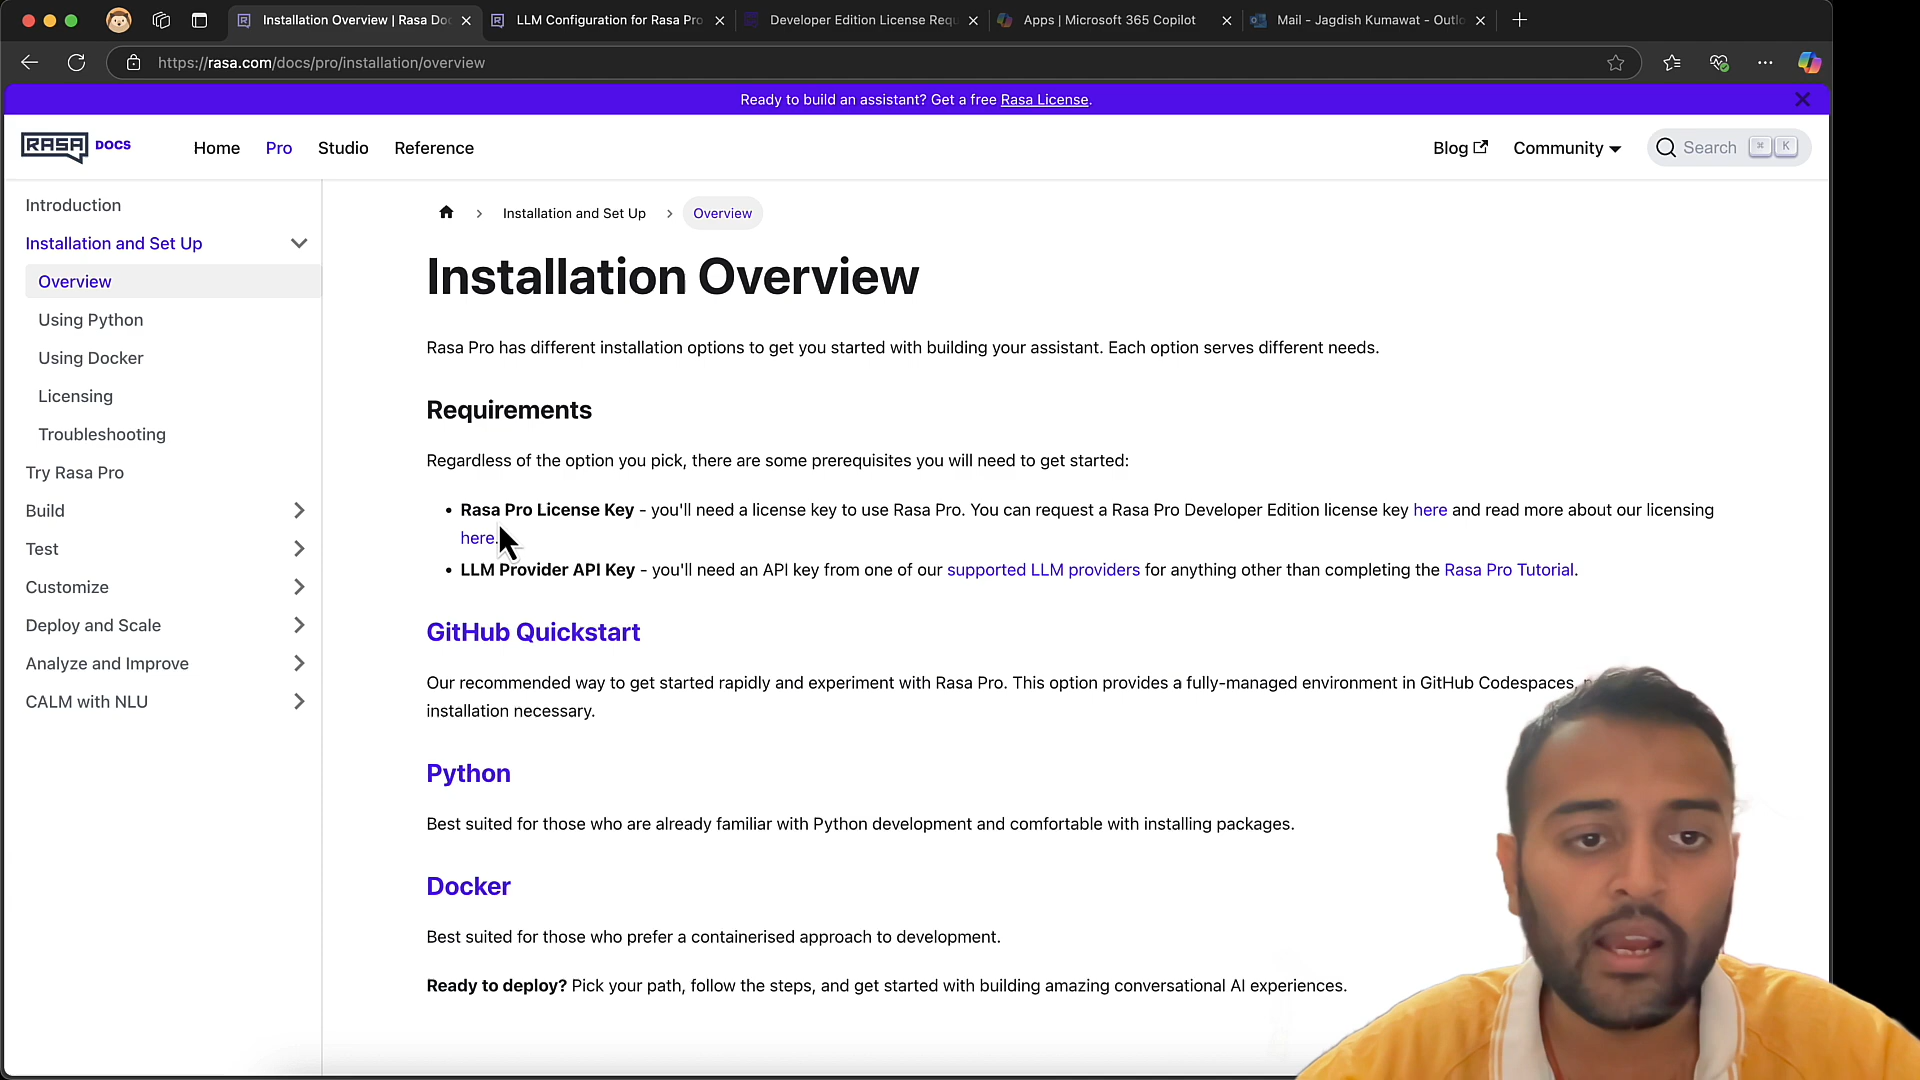 Installation Overview | Rasa Do
LLM Configuration for Rasa Pro
Developer Edition License Requ
Apps | Microsoft 365 Copilot
Mail - Jagdish Kumawat - Outlo
https://rasa.com/docs/pro/installation/overview
Ready to build an assistant? Get a free Rasa License.
RASA DOCS
Home
Pro
Studio
Reference
Blog
Community
Search
⌘ K
Introduction
Installation and Set Up
Overview
Using Python
Using Docker
Licensing
Troubleshooting
Try Rasa Pro
Build
Test
Customize
Deploy and Scale
Analyze and Improve
CALM with NLU
Installation and Set Up
Overview
Installation Overview
Rasa Pro has different installation options to get you started with building your assistant. Each option serves different needs.
Requirements
Regardless of the option you pick, there are some prerequisites you will need to get started:
• Rasa Pro License Key - you'll need a license key to use Rasa Pro. You can request a Rasa Pro Developer Edition license key here and read more about our licensing
here.
• LLM Provider API Key - you'll need an API key from one of our supported LLM providers for anything other than completing the Rasa Pro Tutorial.
GitHub Quickstart
Our recommended way to get started rapidly and experiment with Rasa Pro. This option provides a fully-managed environment in GitHub Codespaces,
installation necessary.
Python
Best suited for those who are already familiar with Python development and comfortable with installing packages.
Docker
Best suited for those who prefer a containerised approach to development.
Ready to deploy? Pick your path, follow the steps, and get started with building amazing conversational AI experiences.